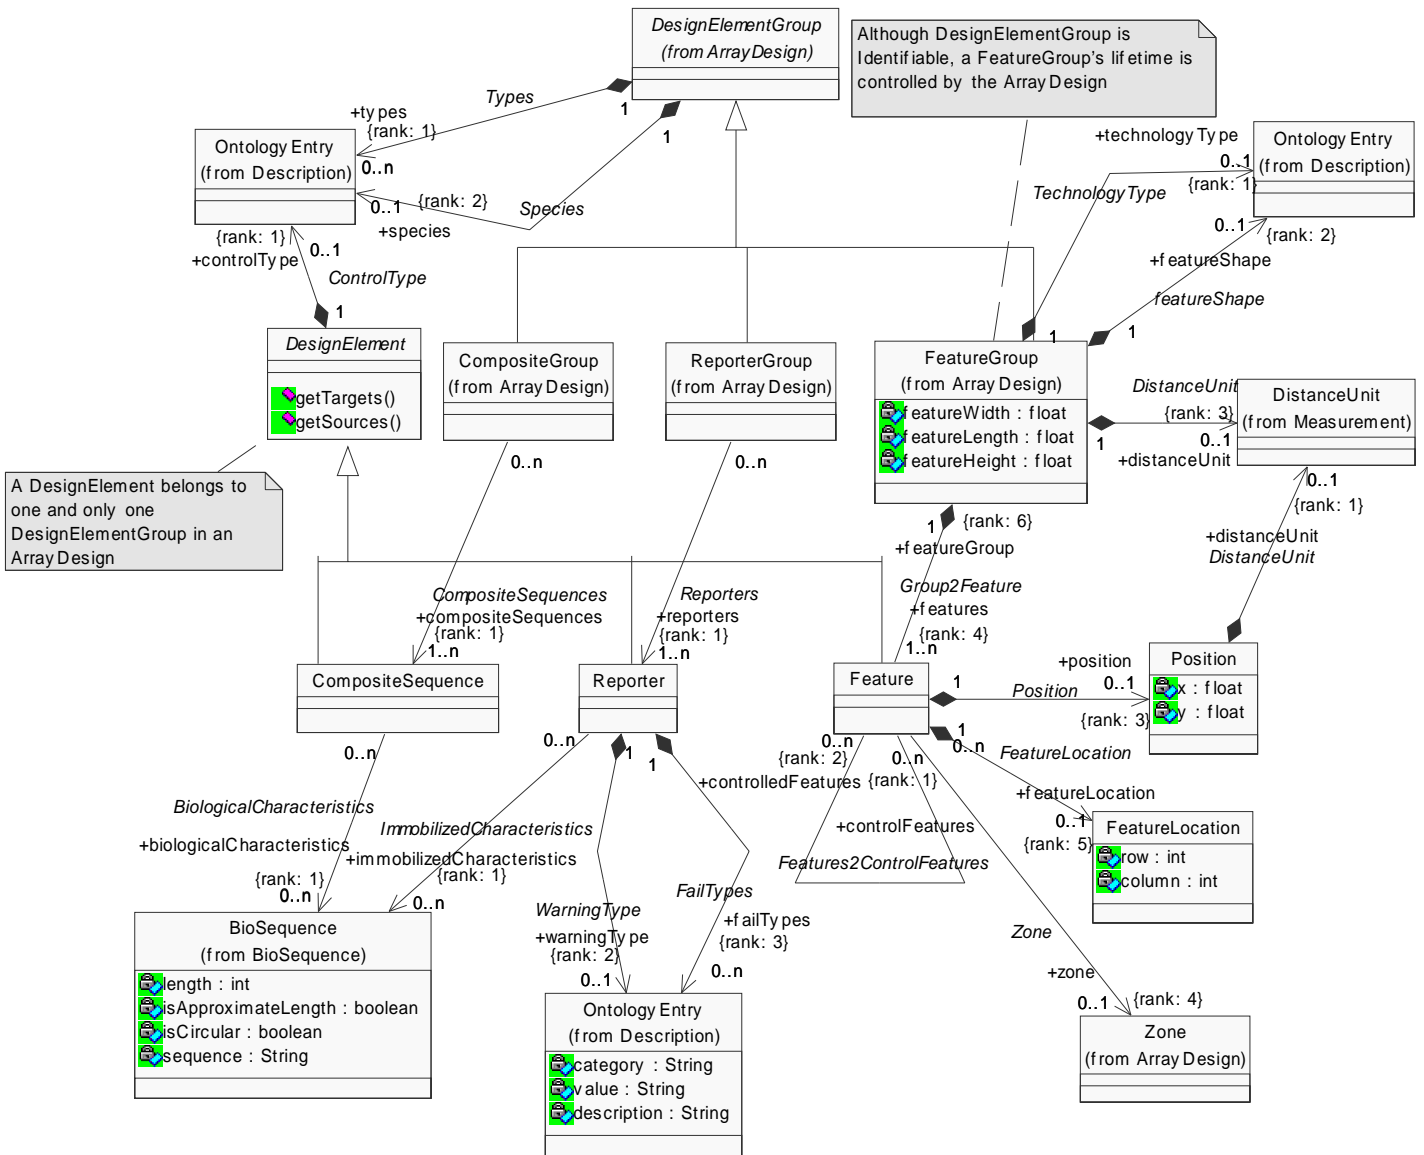 DesignElementGroup
(from ArrayDesign)
Although DesignElementGroup is
Identifiable, a FeatureGroup's lifetime is
controlled by the Array Design
Types
+types
{rank: 1}
0..n
1
1
Ontology Entry
(from Description)
{rank: 2}
0..1
+species
Species
+technologyType
0..1
{rank: 1}
TechnologyType
Ontology Entry
(from Description)
0..1
{rank: 2}
+featureShape
featureShape
1
1
{rank: 1}
0..1
+controlType
ControlType
1
DesignElement
getTargets()
getSources()
CompositeGroup
(from ArrayDesign)
ReporterGroup
(from ArrayDesign)
FeatureGroup
(from ArrayDesign)
featureWidth : float
featureLength : float
featureHeight : float
DistanceUnit
{rank: 3}
1
0..1
+distanceUnit
DistanceUnit
(from Measurement)
0..1
{rank: 1}
+distanceUnit
DistanceUnit
A DesignElement belongs to
one and only one
DesignElementGroup in an
ArrayDesign
0..n
0..n
1
{rank: 6}
+featureGroup
Group2Feature
+features
{rank: 4}
1..n
CompositeSequences
+compositeSequences
{rank: 1}
1..n
Reporters
+reporters
{rank: 1}
1..n
CompositeSequence
Reporter
Feature
1
+position
0..1
Position
{rank: 3}
Position
x : float
y : float
0..n
0..n
1
1
0..n
{rank: 2}
+controlledFeatures
0..n
{rank: 1}
1
0..n
FeatureLocation
+featureLocation
0..1
{rank: 5}
FeatureLocation
row : int
column : int
+controlFeatures
Features2ControlFeatures
BiologicalCharacteristics
+biologicalCharacteristics
{rank: 1}
0..n
ImmobilizedCharacteristics
+immobilizedCharacteristics
{rank: 1}
0..n
WarningType
+warningType
{rank: 2}
0..1
FailTypes
+failTypes
{rank: 3}
0..n
Zone
+zone
0..1
{rank: 4}
BioSequence
(from BioSequence)
length : int
isApproximateLength : boolean
isCircular : boolean
sequence : String
Ontology Entry
(from Description)
category : String
value : String
description : String
Zone
(from ArrayDesign)